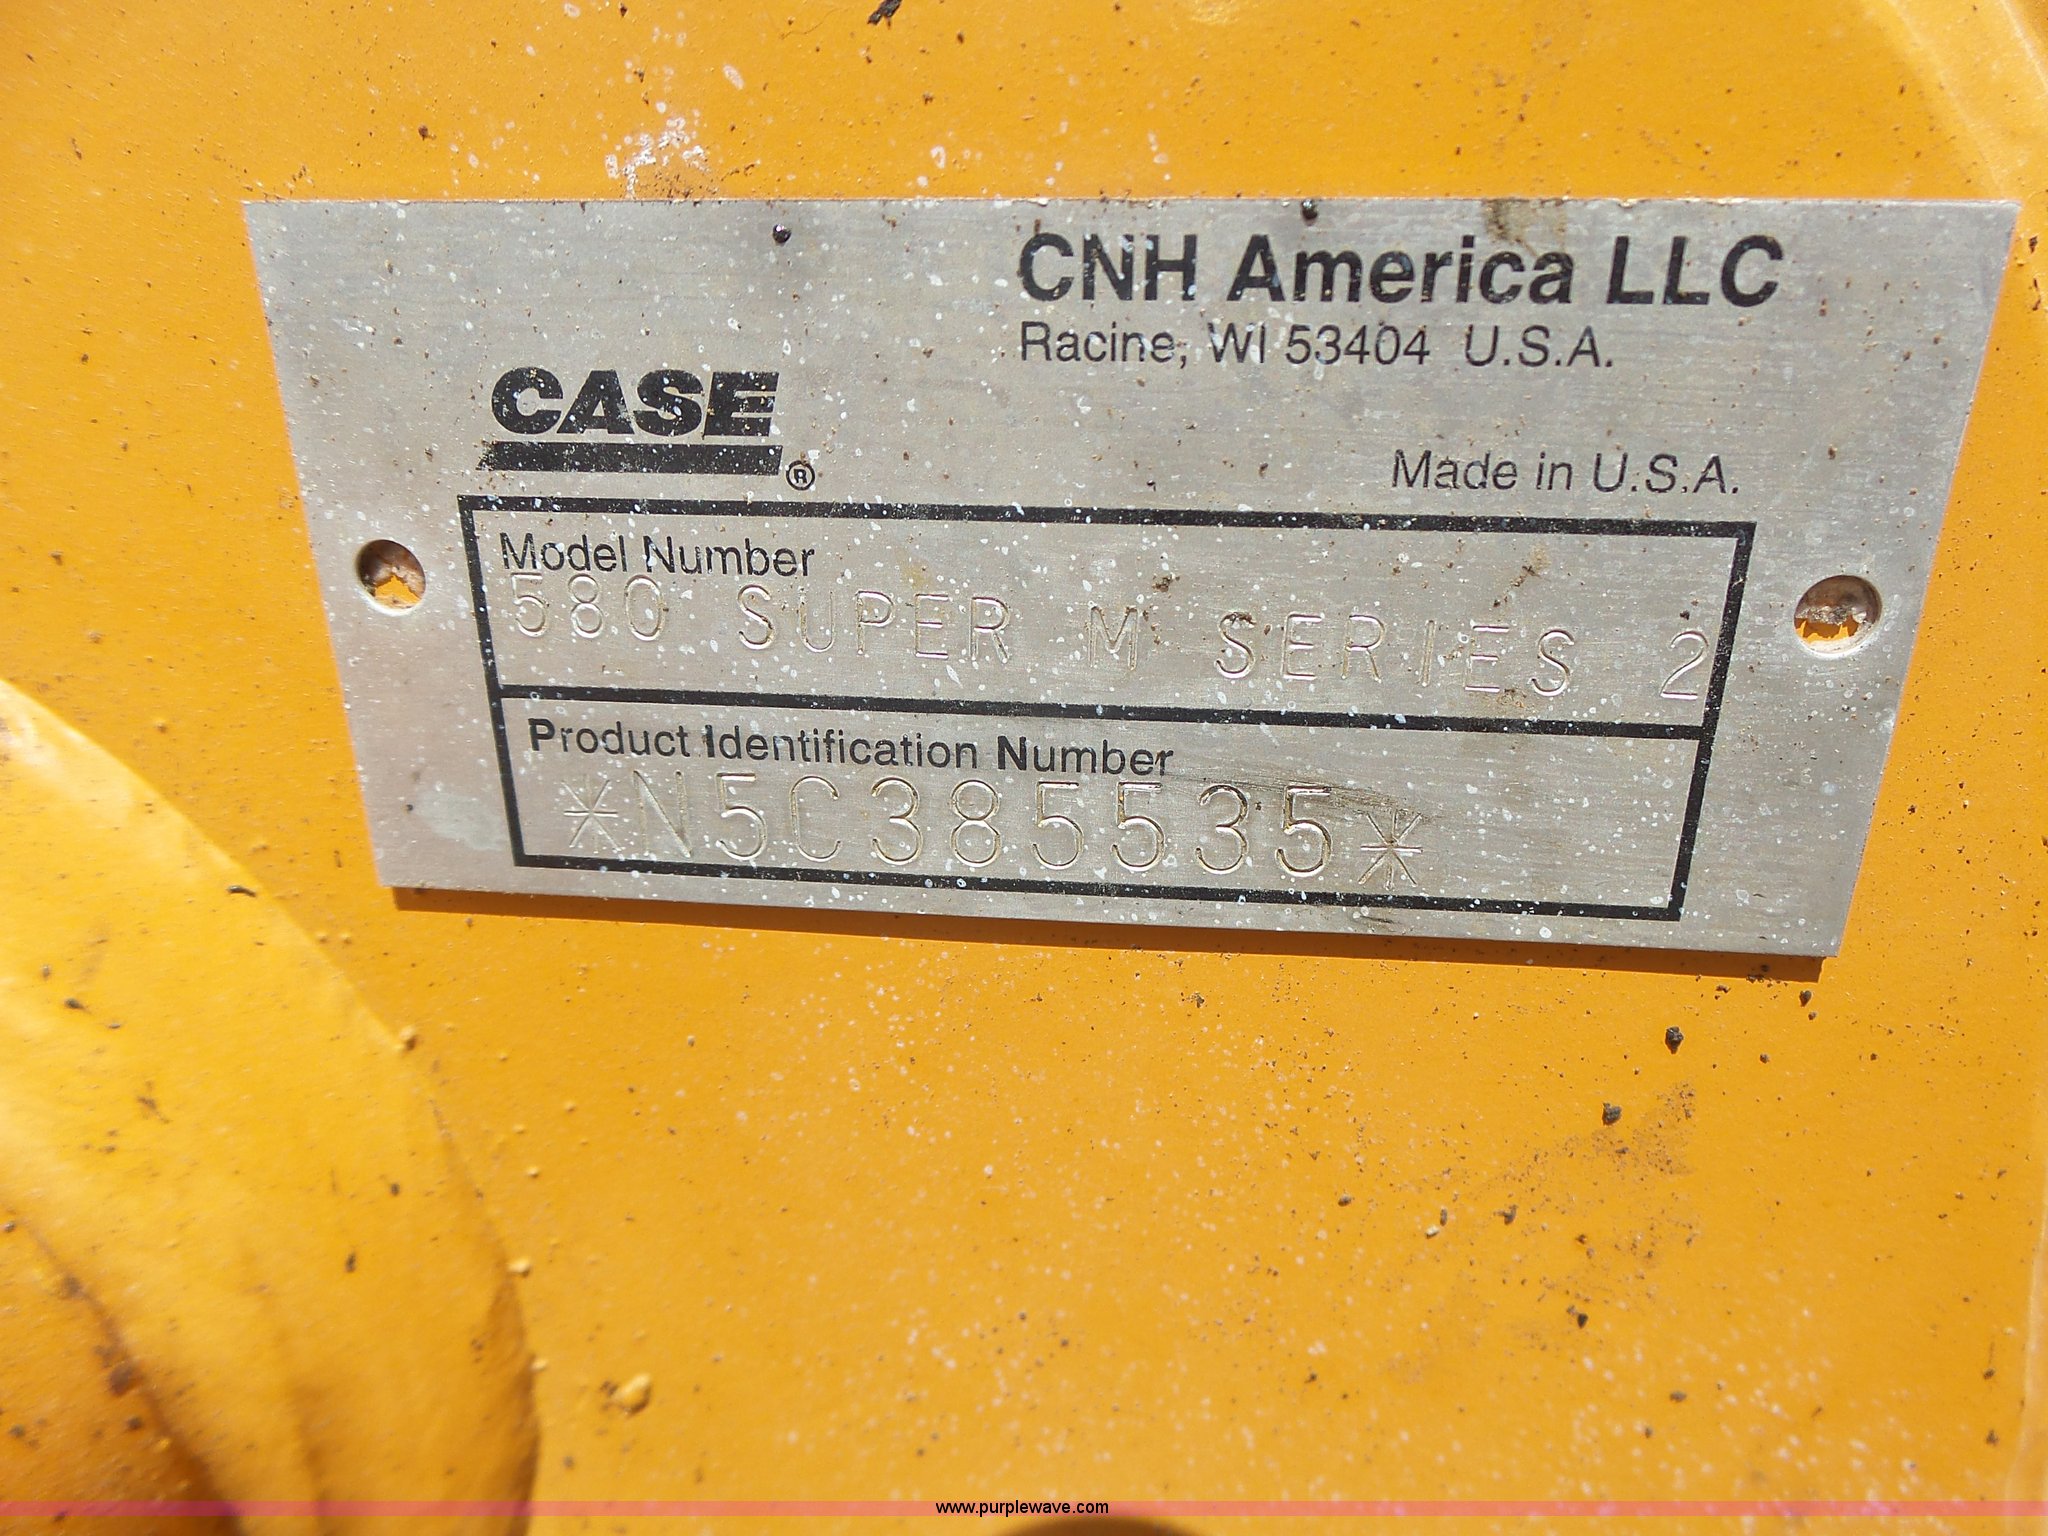 CNH America LLC
Racine, WI 53404 U.S.A.
CASE®
Made in U.S.A.
Model Number
580 SUPER M SERIES 2
Product Identification Number
*N5C385535*
www.purplewave.com